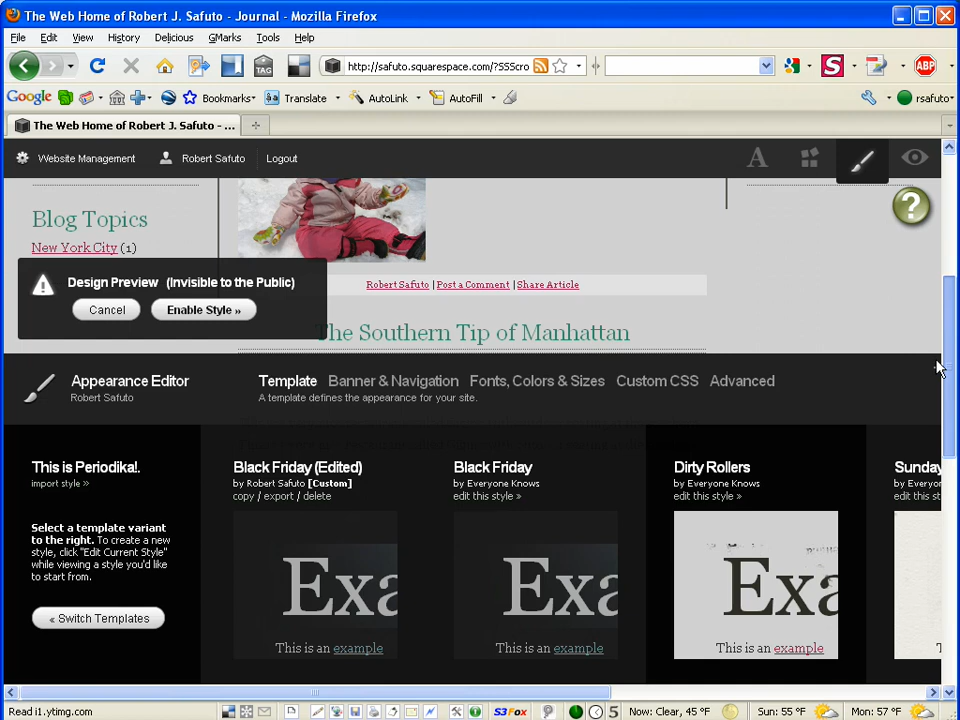 The Web Home of Robert J. Safuto - Journal - Mozilla Firefox
File Edit View History Delicious GMarks Tools Help
http://safuto.squarespace.com/?SSScro
TAG
S
ABP
Google Bookmarks Translate AutoLink AutoFill rsafuto
The Web Home of Robert J. Safuto - ...
Website Management Robert Safuto Logout
A
?
Blog Topics
New York City (1)
Design Preview (Invisible to the Public)
Cancel Enable Style »
Robert Safuto | Post a Comment | Share Article
The Southern Tip of Manhattan
Appearance Editor
Robert Safuto
Template Banner & Navigation Fonts, Colors & Sizes Custom CSS Advanced
A template defines the appearance for your site.
This is Periodika!.
import style »
Select a template variant
to the right. To create a new
style, click "Edit Current Style"
while viewing a style you'd like
to start from.
« Switch Templates
Black Friday (Edited)
by Robert Safuto [Custom]
copy / export / delete
Exa
This is an example
Black Friday
by Everyone Knows
edit this style »
Exa
This is an example
Dirty Rollers
by Everyone Knows
edit this style »
Exa
This is an example
Sunday
by Everyon
edit this st
Read i1.ytimg.com
S3Fox
5
Now: Clear, 45 °F
Sun: 55 °F
Mon: 57 °F